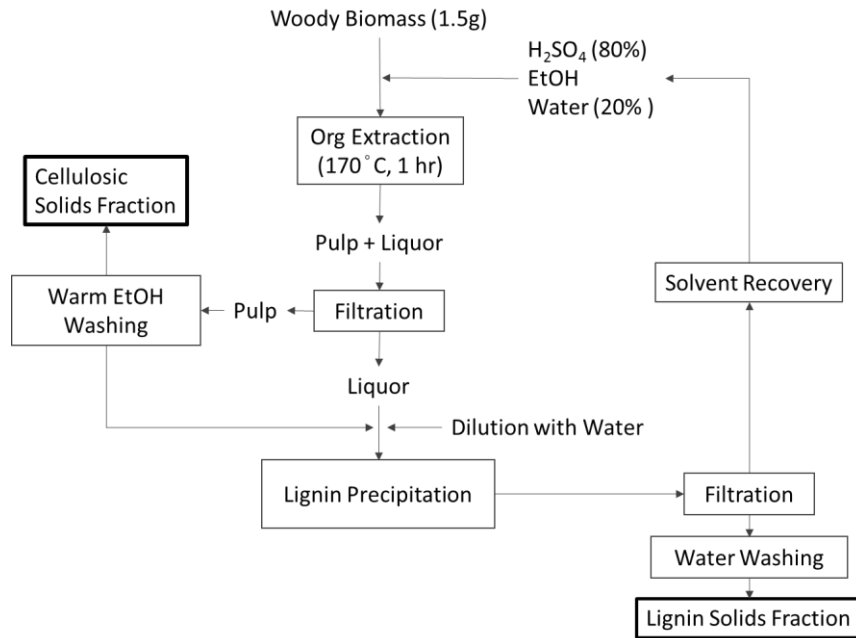 Woody Biomass (1.5g)
H₂SO₄ (80%)
EtOH
Water (20% )
Org Extraction
(170˚C, 1 hr)
Cellulosic
Solids Fraction
Pulp + Liquor
Warm EtOH
Washing
Pulp
Filtration
Solvent Recovery
Liquor
Dilution with Water
Lignin Precipitation
Filtration
Water Washing
Lignin Solids Fraction